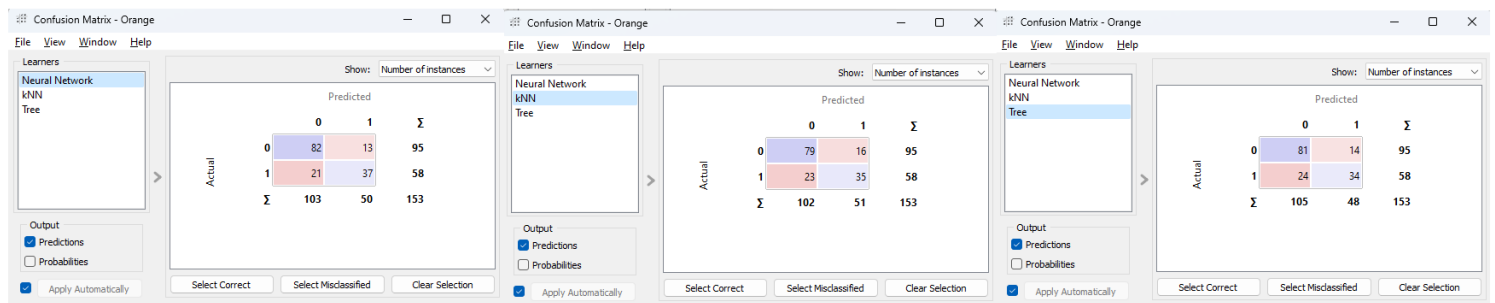 Confusion Matrix - Orange
File View Window Help
Learners
Neural Network
kNN
Tree
Output
Predictions
Probabilities
Apply Automatically
Show: Number of instances
Predicted
0 1 Σ
Actual
0 82 13 95
1 21 37 58
Σ 103 50 153
Select Correct Select Misclassified Clear Selection
Confusion Matrix - Orange
File View Window Help
Learners
Neural Network
kNN
Tree
Output
Predictions
Probabilities
Apply Automatically
Show: Number of instances
Predicted
0 1 Σ
Actual
0 79 16 95
1 23 35 58
Σ 102 51 153
Select Correct Select Misclassified Clear Selection
Confusion Matrix - Orange
File View Window Help
Learners
Neural Network
kNN
Tree
Output
Predictions
Probabilities
Apply Automatically
Show: Number of instances
Predicted
0 1 Σ
Actual
0 81 14 95
1 24 34 58
Σ 105 48 153
Select Correct Select Misclassified Clear Selection